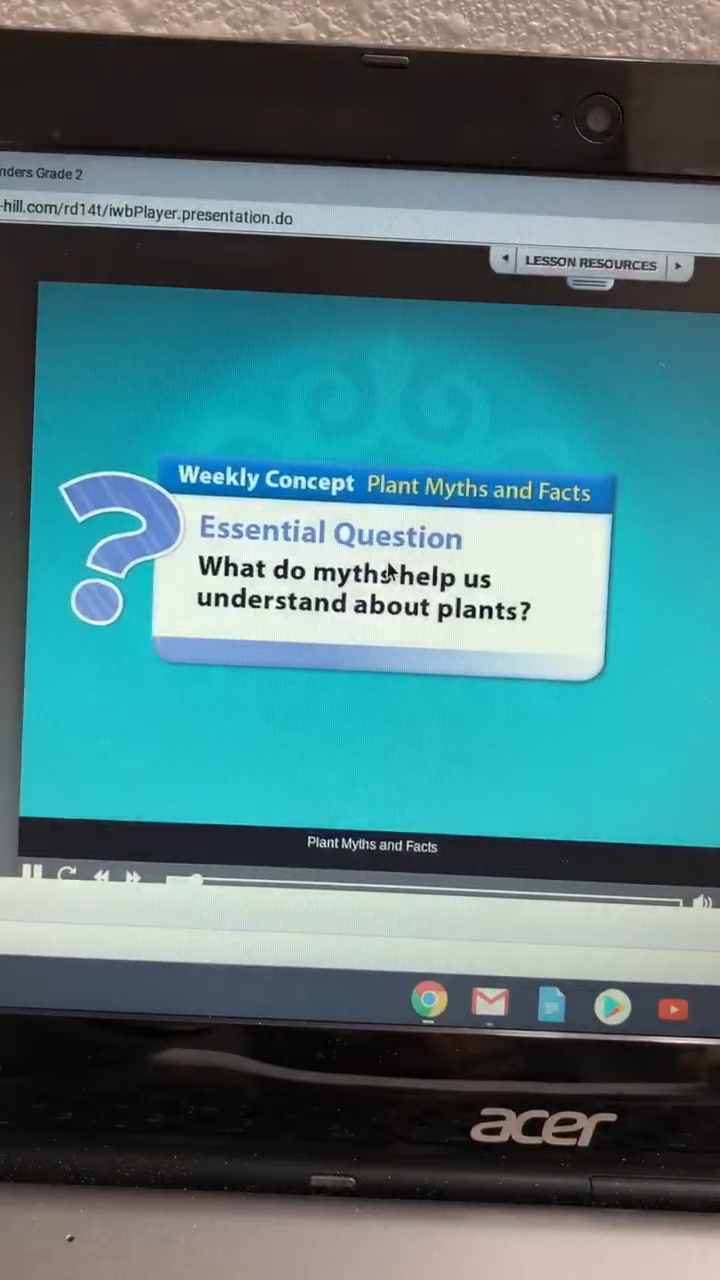 nders Grade 2
-hill.com/rd14t/iwbPlayer.presentation.do
LESSON RESOURCES
Weekly Concept Plant Myths and Facts
Essential Question
What do myths help us
understand about plants?
Plant Myths and Facts
acer